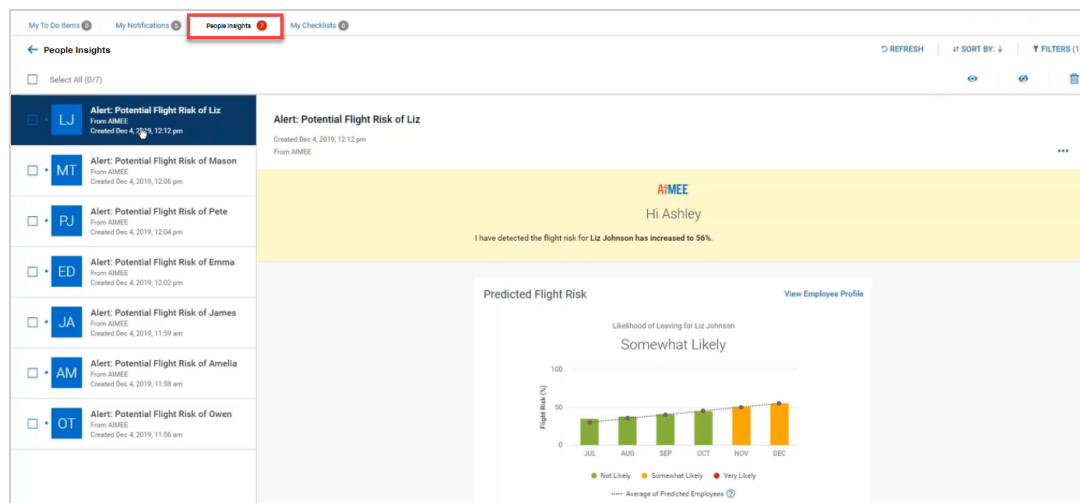 My To Do Items 0 My Notifications 0 People Insights 7 My Checklists 0
People Insights REFRESH SORT BY: FILTERS (1)
Select All (0/7)
LJ
Alert: Potential Flight Risk of Liz
From AIMEE
Created Dec 4, 2019, 12:12 pm
MT
Alert: Potential Flight Risk of Mason
From AIMEE
Created Dec 4, 2019, 12:06 pm
PJ
Alert: Potential Flight Risk of Pete
From AIMEE
Created Dec 4, 2019, 12:04 pm
ED
Alert: Potential Flight Risk of Emma
From AIMEE
Created Dec 4, 2019, 12:02 pm
JA
Alert: Potential Flight Risk of James
From AIMEE
Created Dec 4, 2019, 11:59 am
AM
Alert: Potential Flight Risk of Amelia
From AIMEE
Created Dec 4, 2019, 11:58 am
OT
Alert: Potential Flight Risk of Owen
From AIMEE
Created Dec 4, 2019, 11:56 am
Alert: Potential Flight Risk of Liz
Created Dec 4, 2019, 12:12 pm
From AIMEE
AiMEE
Hi Ashley
I have detected the flight risk for Liz Johnson has increased to 56%.
Predicted Flight Risk View Employee Profile
Likelihood of Leaving for Liz Johnson
Somewhat Likely
Flight Risk (%)
100
50
0
JUL AUG SEP OCT NOV DEC
Not Likely Somewhat Likely Very Likely
Average of Predicted Employees ?